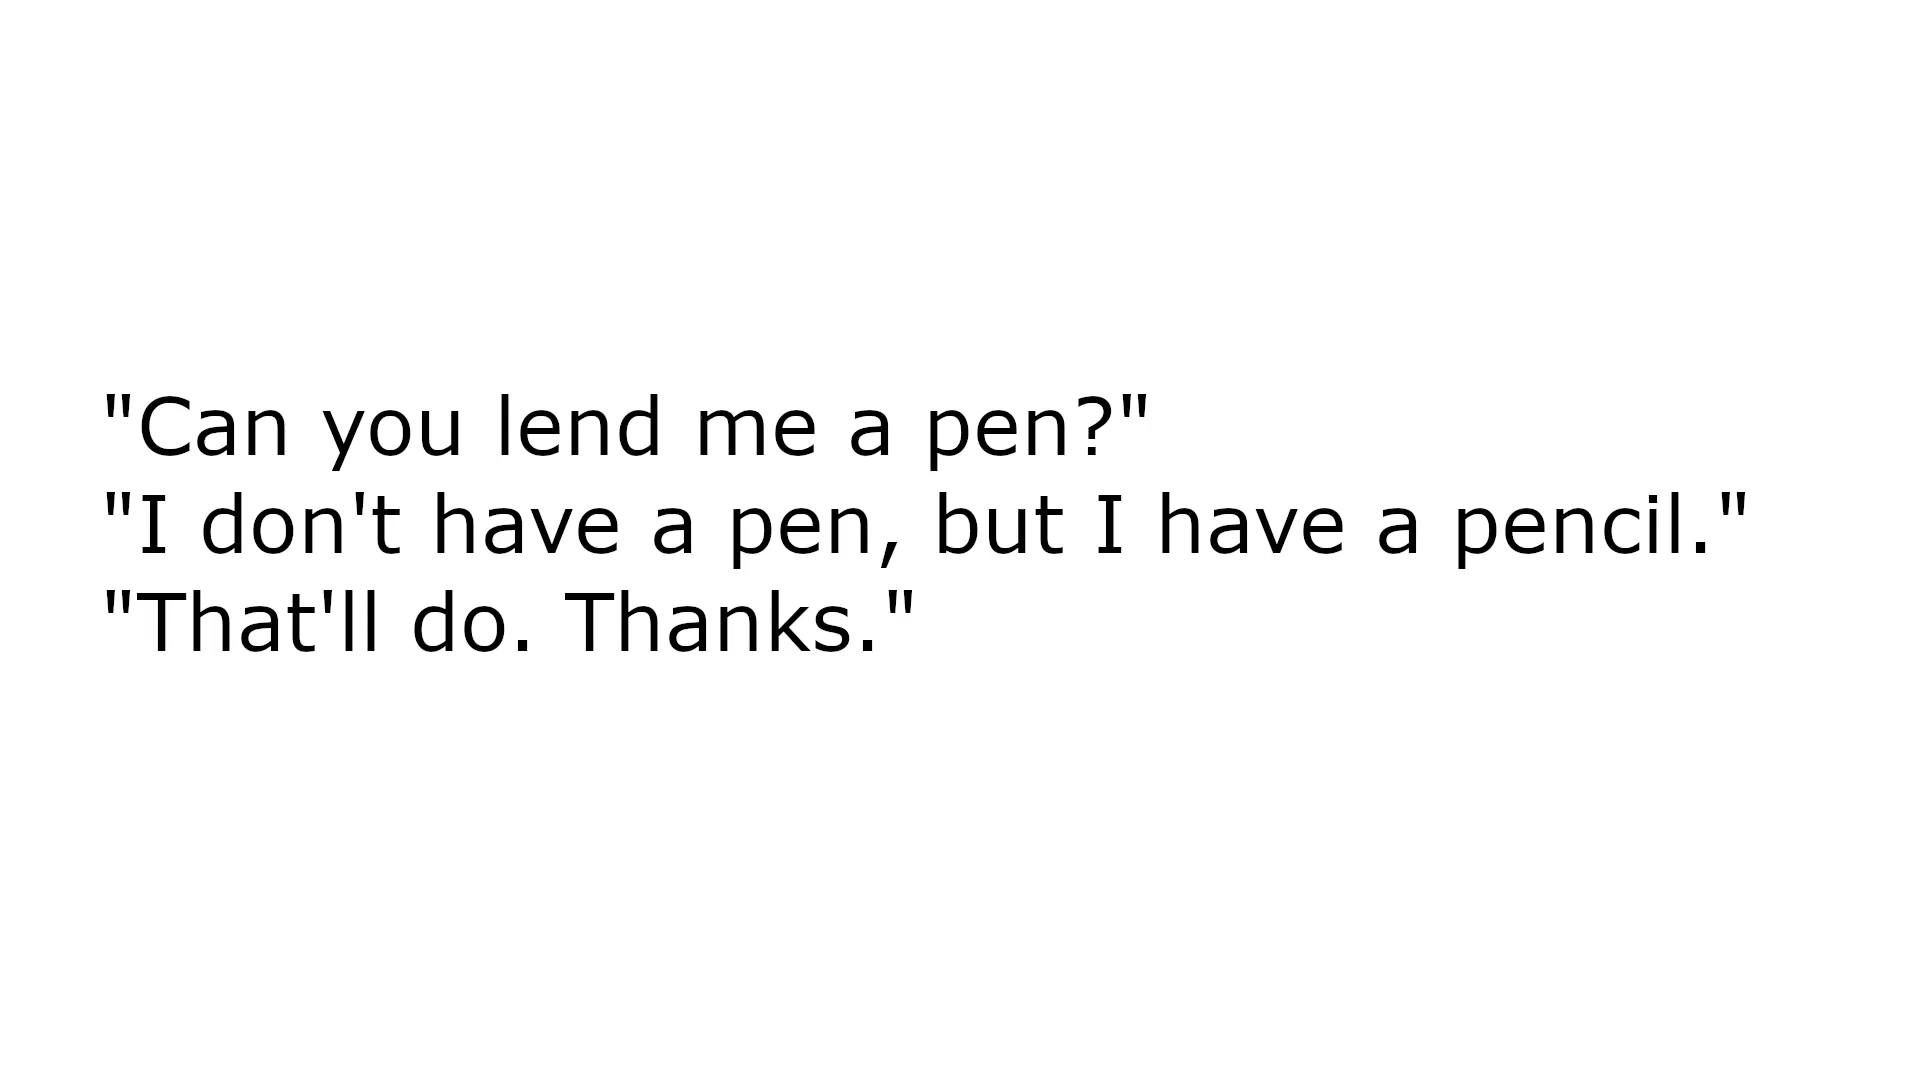 "Can you lend me a pen?"
"I don't have a pen, but I have a pencil."
"That'll do. Thanks."